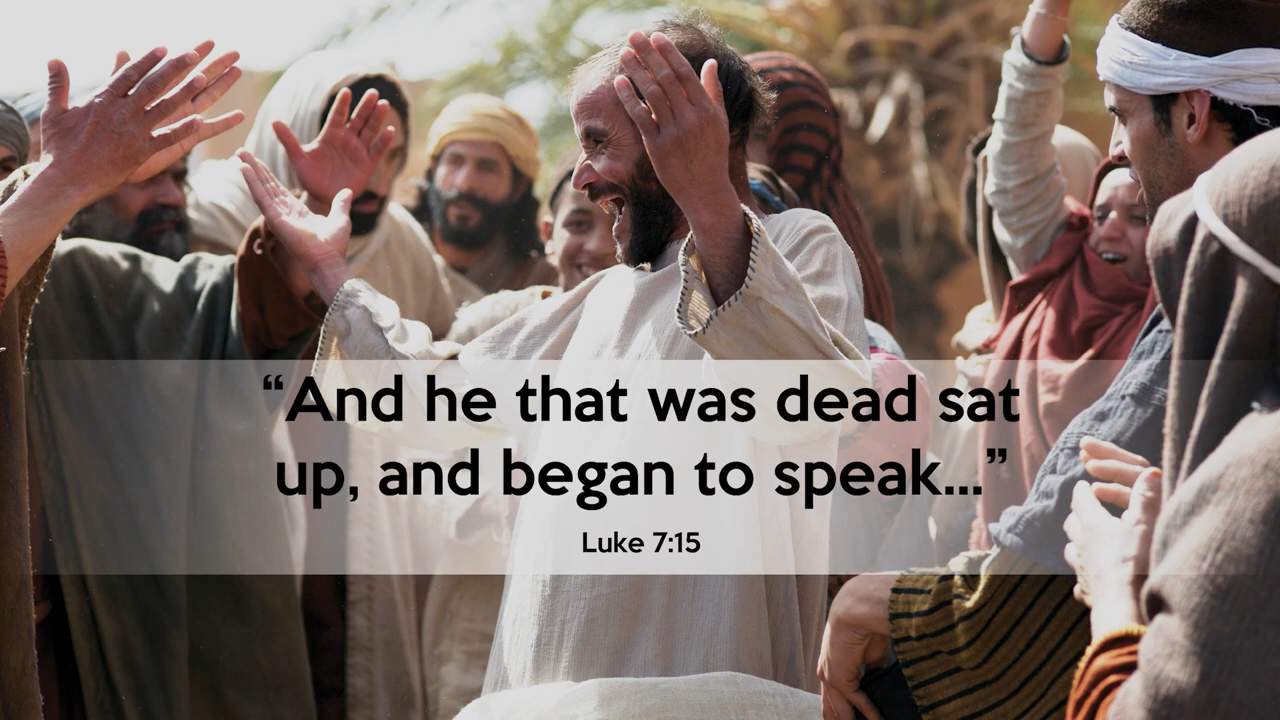 “And he that was dead sat
up, and began to speak...”
Luke 7:15